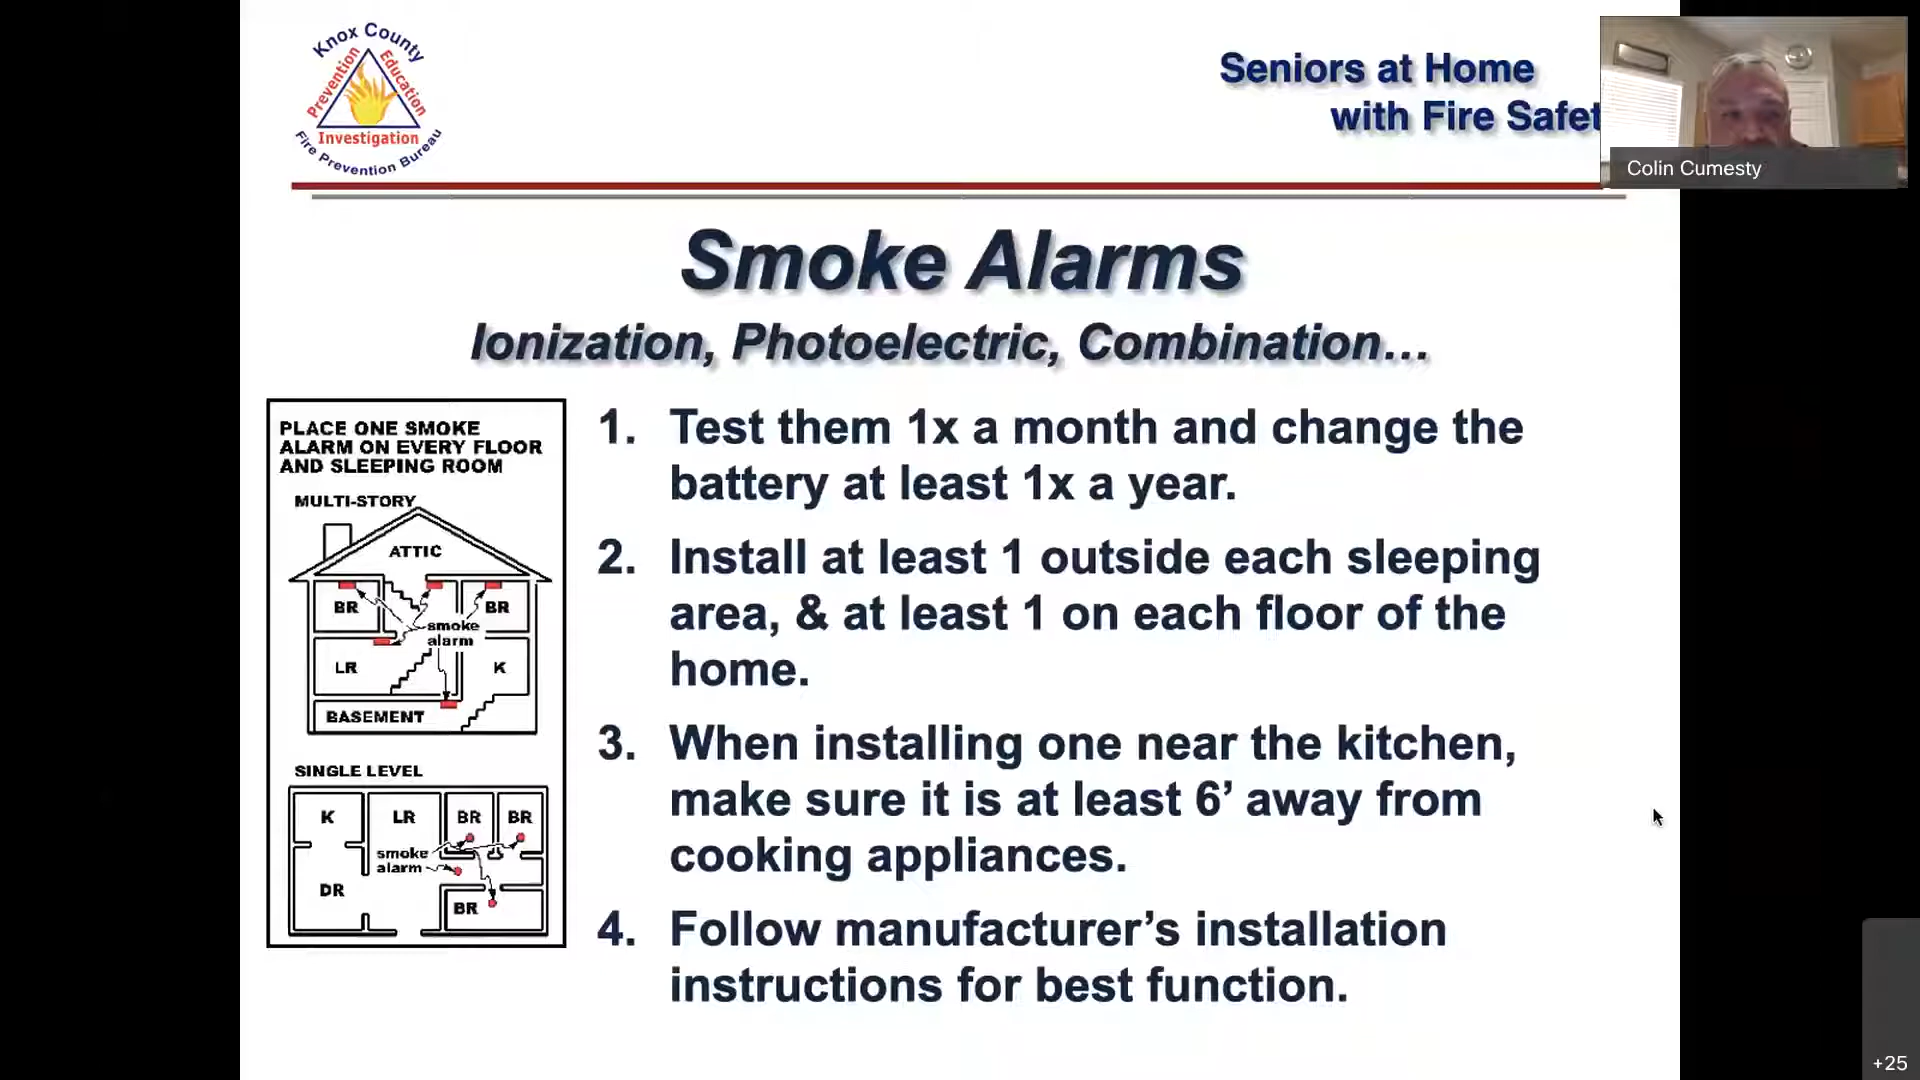 Knox County
Prevention
Education
Investigation
Fire Prevention Bureau
Seniors at Home
with Fire Safet
Colin Cumesty
Smoke Alarms
Ionization, Photoelectric, Combination...
PLACE ONE SMOKE
ALARM ON EVERY FLOOR
AND SLEEPING ROOM
MULTI-STORY
ATTIC
BR
BR
smoke
alarm
LR
K
BASEMENT
SINGLE LEVEL
K
LR
BR
BR
smoke
alarm
DR
BR
1. Test them 1x a month and change the
battery at least 1x a year.
2. Install at least 1 outside each sleeping
area, & at least 1 on each floor of the
home.
3. When installing one near the kitchen,
make sure it is at least 6’ away from
cooking appliances.
4. Follow manufacturer’s installation
instructions for best function.
+25